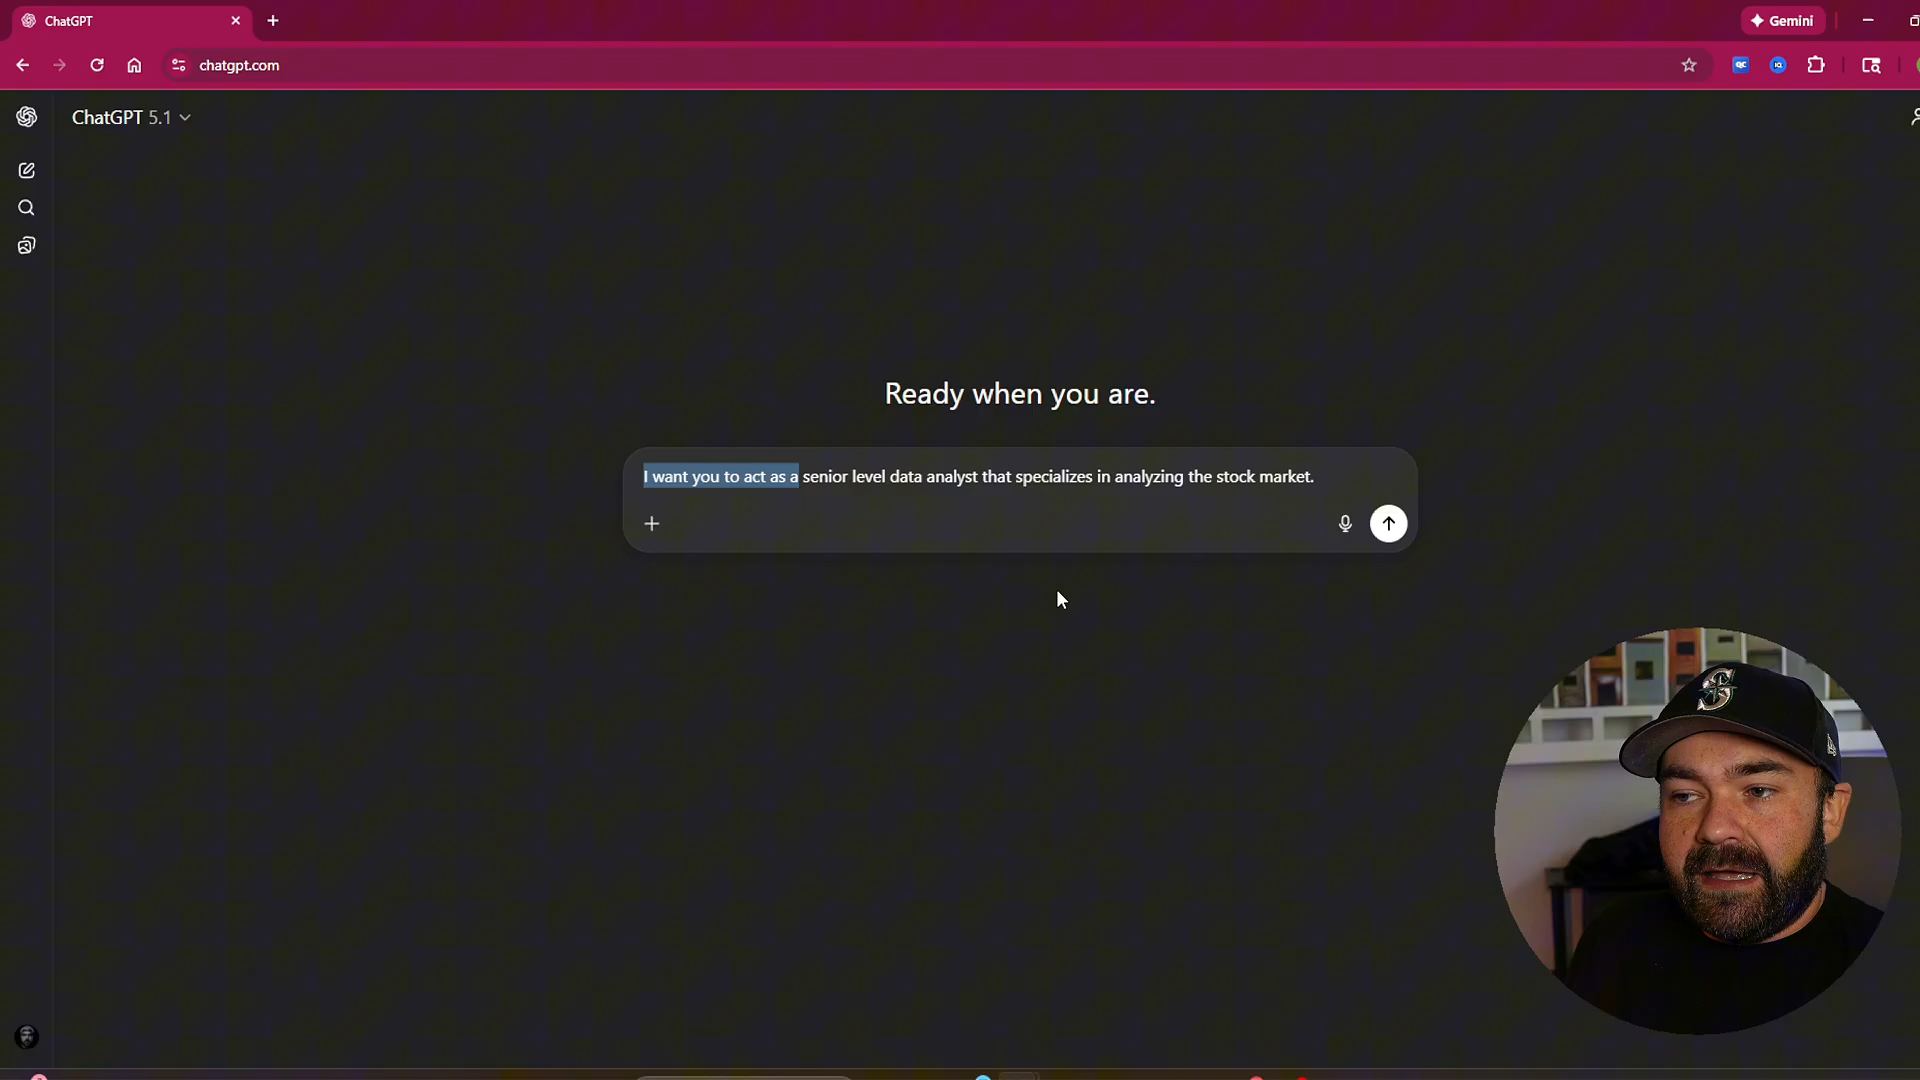 ChatGPT
Gemini
chatgpt.com
ChatGPT 5.1
Ready when you are.
I want you to act as a senior level data analyst that specializes in analyzing the stock market.